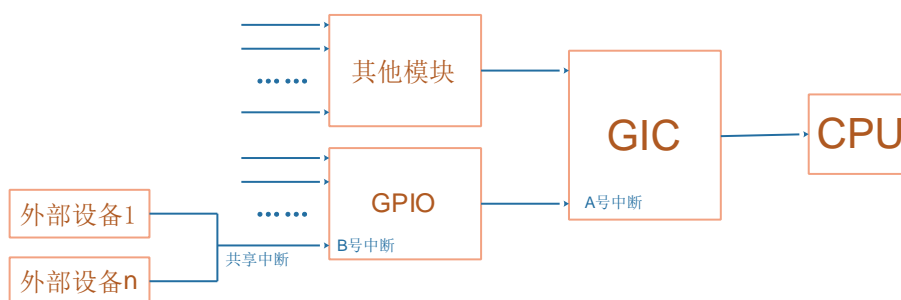 其他模块
……
GIC
CPU
GPIO
A号中断
……
外部设备1
B号中断
共享中断
外部设备n